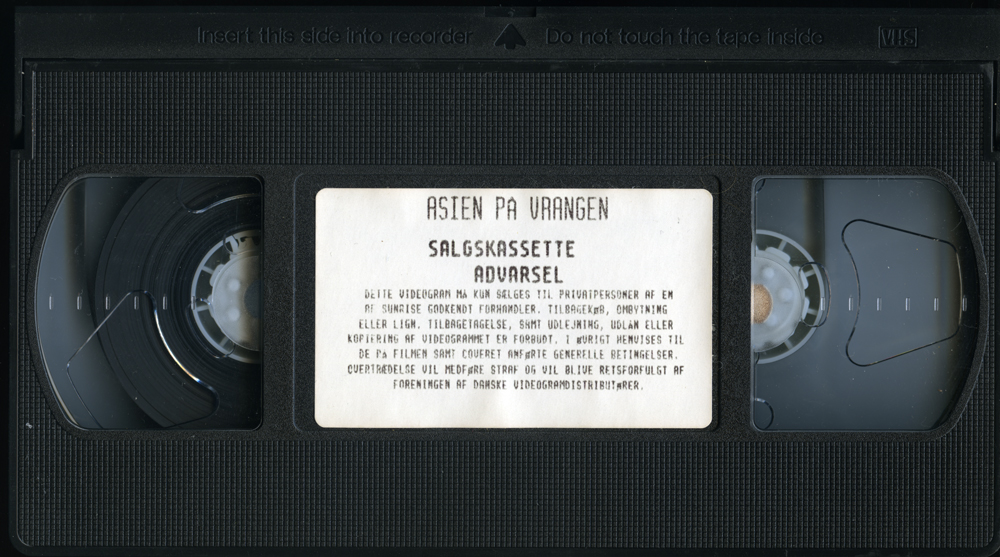 Insert this side into recorder Do not touch the tape inside VHS
ASIEN PA VRANGEN
SALGSKASSETTE
ADVARSEL
DETTE VIDEOGRAM MÅ KUN SÆLGES TIL PRIVATPERSONER AF EN
AF SUNRISE GODKENDT FORHANDLER. TILBAGEKØB, OMBYTNING
ELLER LIGN. TILBAGETAGELSE, SAMT UDLEJNING, UDLAN ELLER
KOPIERING AF VIDEOGRAMMET ER FORBUDT. I ØVRIGT HENVISES TIL
DE PÅ FILMEN SAMT COVERET ANFØRTE GENERELLE BETINGELSER.
OVERTRÆDELSE VIL MEDFØRE STRAF OG VIL BLIVE RETSFORFULGT AF
FORENINGEN AF DANSKE VIDEOGRAMDISTRIBUTØRER.